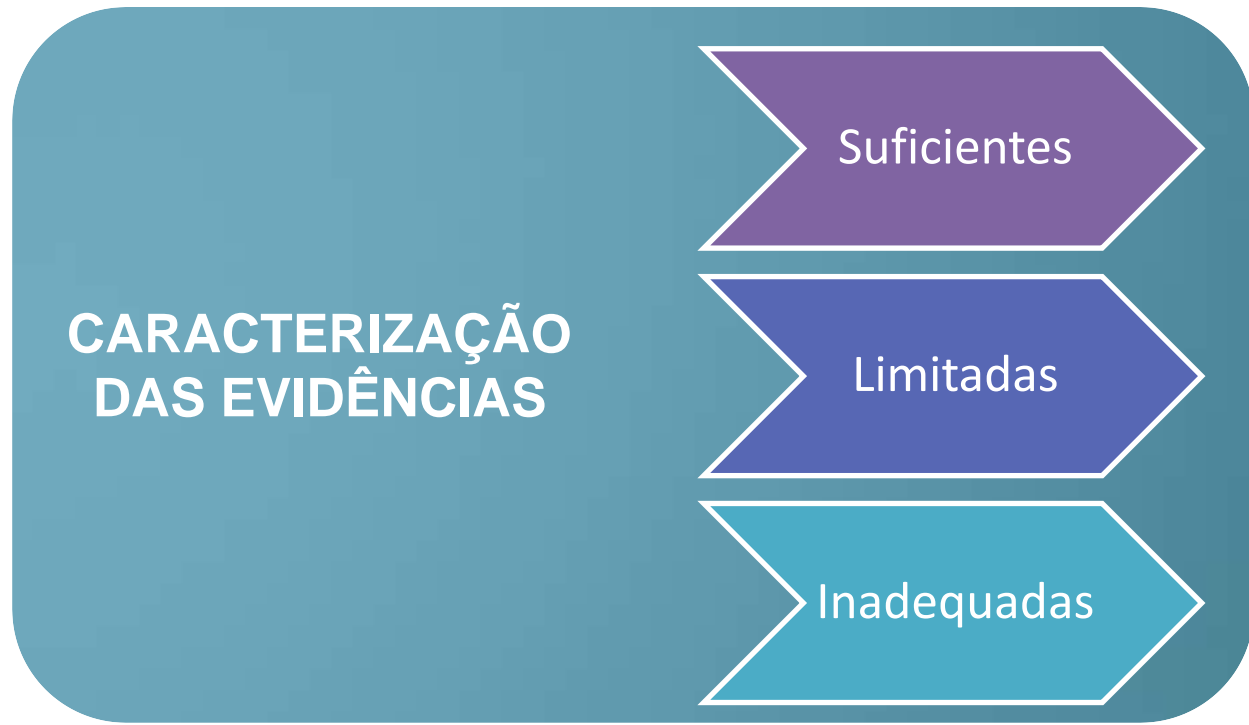 CARACTERIZAÇÃO
DAS EVIDÊNCIAS
Suficientes
Limitadas
Inadequadas